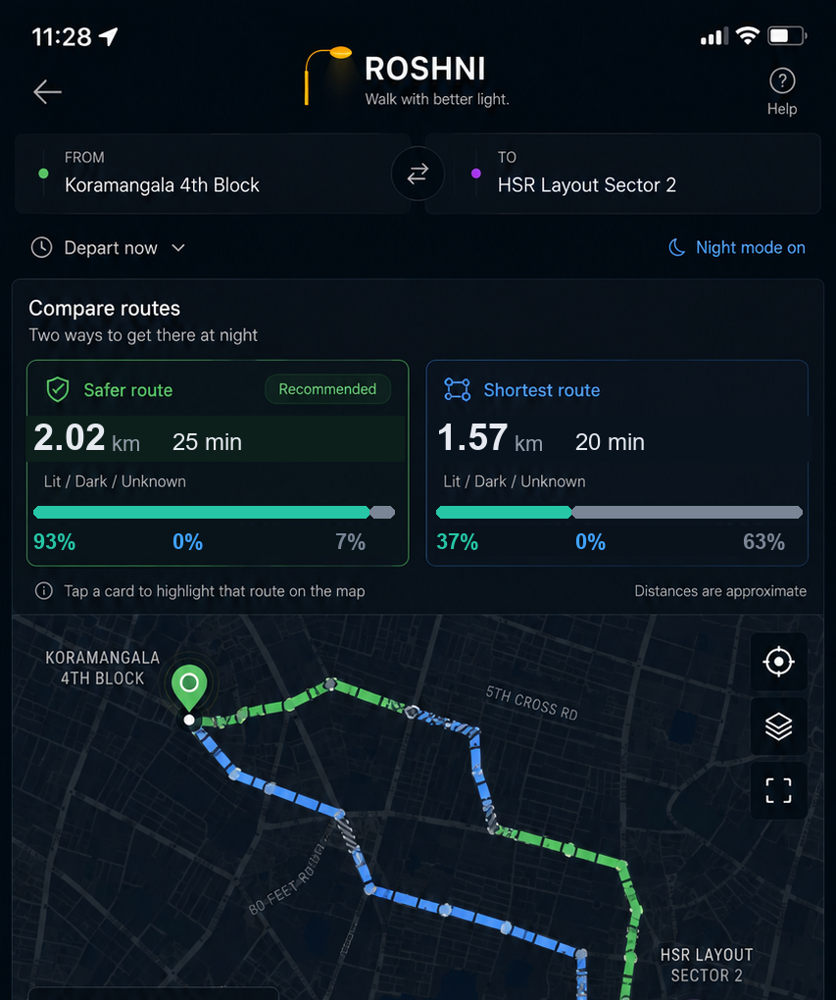 11:28
ROSHNI
Walk with better light.
Help
FROM
Koramangala 4th Block
TO
HSR Layout Sector 2
Depart now
Night mode on
Compare routes
Two ways to get there at night
Safer route
Recommended
2.02 km 25 min
Lit / Dark / Unknown
93% 0% 7%
Shortest route
1.57 km 20 min
Lit / Dark / Unknown
37% 0% 63%
Tap a card to highlight that route on the map
Distances are approximate
KORAMANGALA
4TH BLOCK
5TH CROSS RD
80 FEET
HSR LAYOUT
SECTOR 2